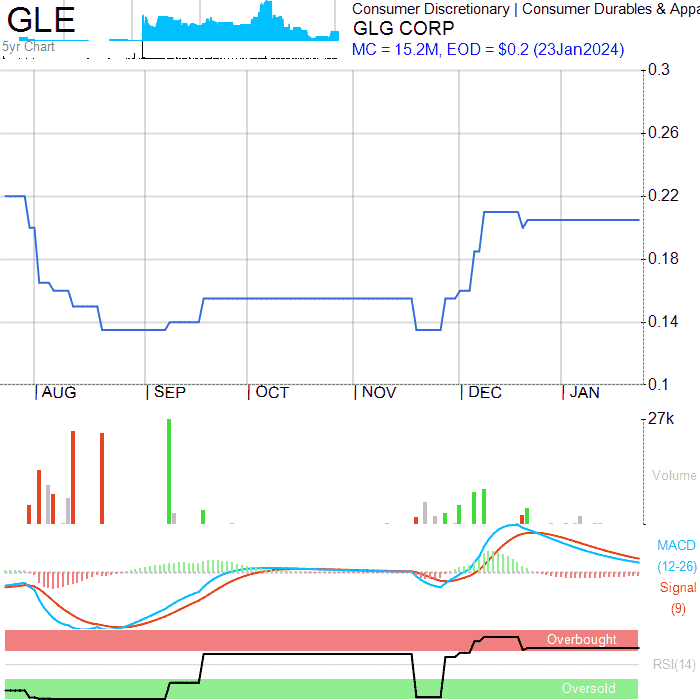 GLE
Consumer Discretionary | Consumer Durables & Appa
GLG CORP
5yr Chart
MC = 15.2M, EOD = $0.2 (23Jan2024)
0.3
0.26
0.22
0.18
0.14
0.1
AUG SEP OCT NOV DEC JAN
27k
Volume
MACD
(12-26)
Signal
(9)
Overbought
RSI(14)
Oversold